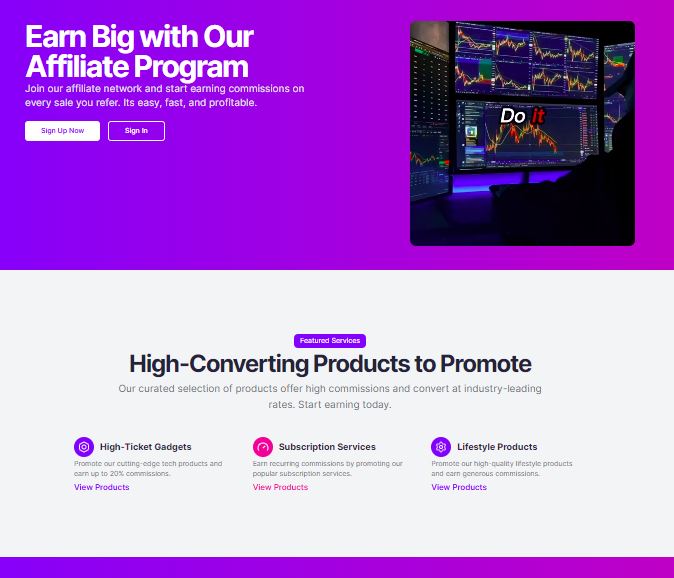 Earn Big with Our
Affiliate Program
Join our affiliate network and start earning commissions on
every sale you refer. Its easy, fast, and profitable.
Sign Up Now
Sign In
Do it
Featured Services
High-Converting Products to Promote
Our curated selection of products offer high commissions and convert at industry-leading
rates. Start earning today.
High-Ticket Gadgets
Promote our cutting-edge tech products and
earn up to 20% commissions.
View Products
Subscription Services
Earn recurring commissions by promoting our
popular subscription services.
View Products
Lifestyle Products
Promote our high-quality lifestyle products
and earn generous commissions.
View Products